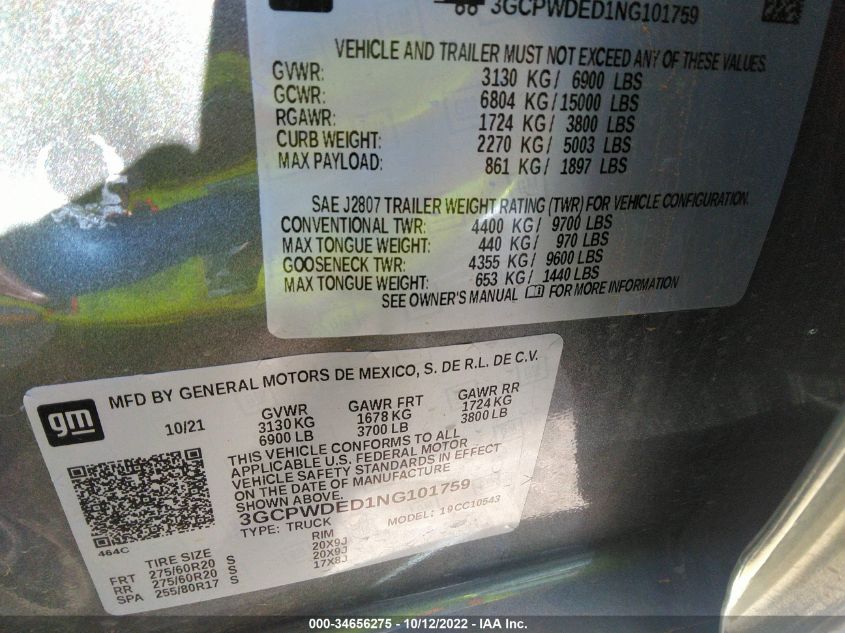 3GCPWDED1NG101759
VEHICLE AND TRAILER MUST NOT EXCEED ANY OF THESE VALUES.
GVWR: 3130 KG/ 6900 LBS
GCWR: 6804 KG/ 15000 LBS
RGAWR: 1724 KG/ 3800 LBS
CURB WEIGHT: 2270 KG/ 5003 LBS
MAX PAYLOAD: 861 KG/ 1897 LBS
SAE J2807 TRAILER WEIGHT RATING (TWR) FOR VEHICLE CONFIGURATION.
CONVENTIONAL TWR: 4400 KG/ 9700 LBS
MAX TONGUE WEIGHT: 440 KG/ 970 LBS
GOOSENECK TWR: 4355 KG/ 9600 LBS
MAX TONGUE WEIGHT: 653 KG/ 1440 LBS
SEE OWNER'S MANUAL FOR MORE INFORMATION
gm MFD BY GENERAL MOTORS DE MEXICO, S. DE R.L. DE C.V.
10/21 GVWR GAWR FRT GAWR RR
3130 KG 1678 KG 1724 KG
6900 LB 3700 LB 3800 LB
THIS VEHICLE CONFORMS TO ALL
APPLICABLE U.S. FEDERAL MOTOR
VEHICLE SAFETY STANDARDS IN EFFECT
ON THE DATE OF MANUFACTURE
SHOWN ABOVE.
3GCPWDED1NG101759
TYPE: TRUCK MODEL: 19CC10543
464C
TIRE SIZE RIM
FRT 275/60R20 S 20X9J
RR 275/60R20 S 20X9J
SPA 255/80R17 S 17X8J
000-34656275 - 10/12/2022 - IAA Inc.